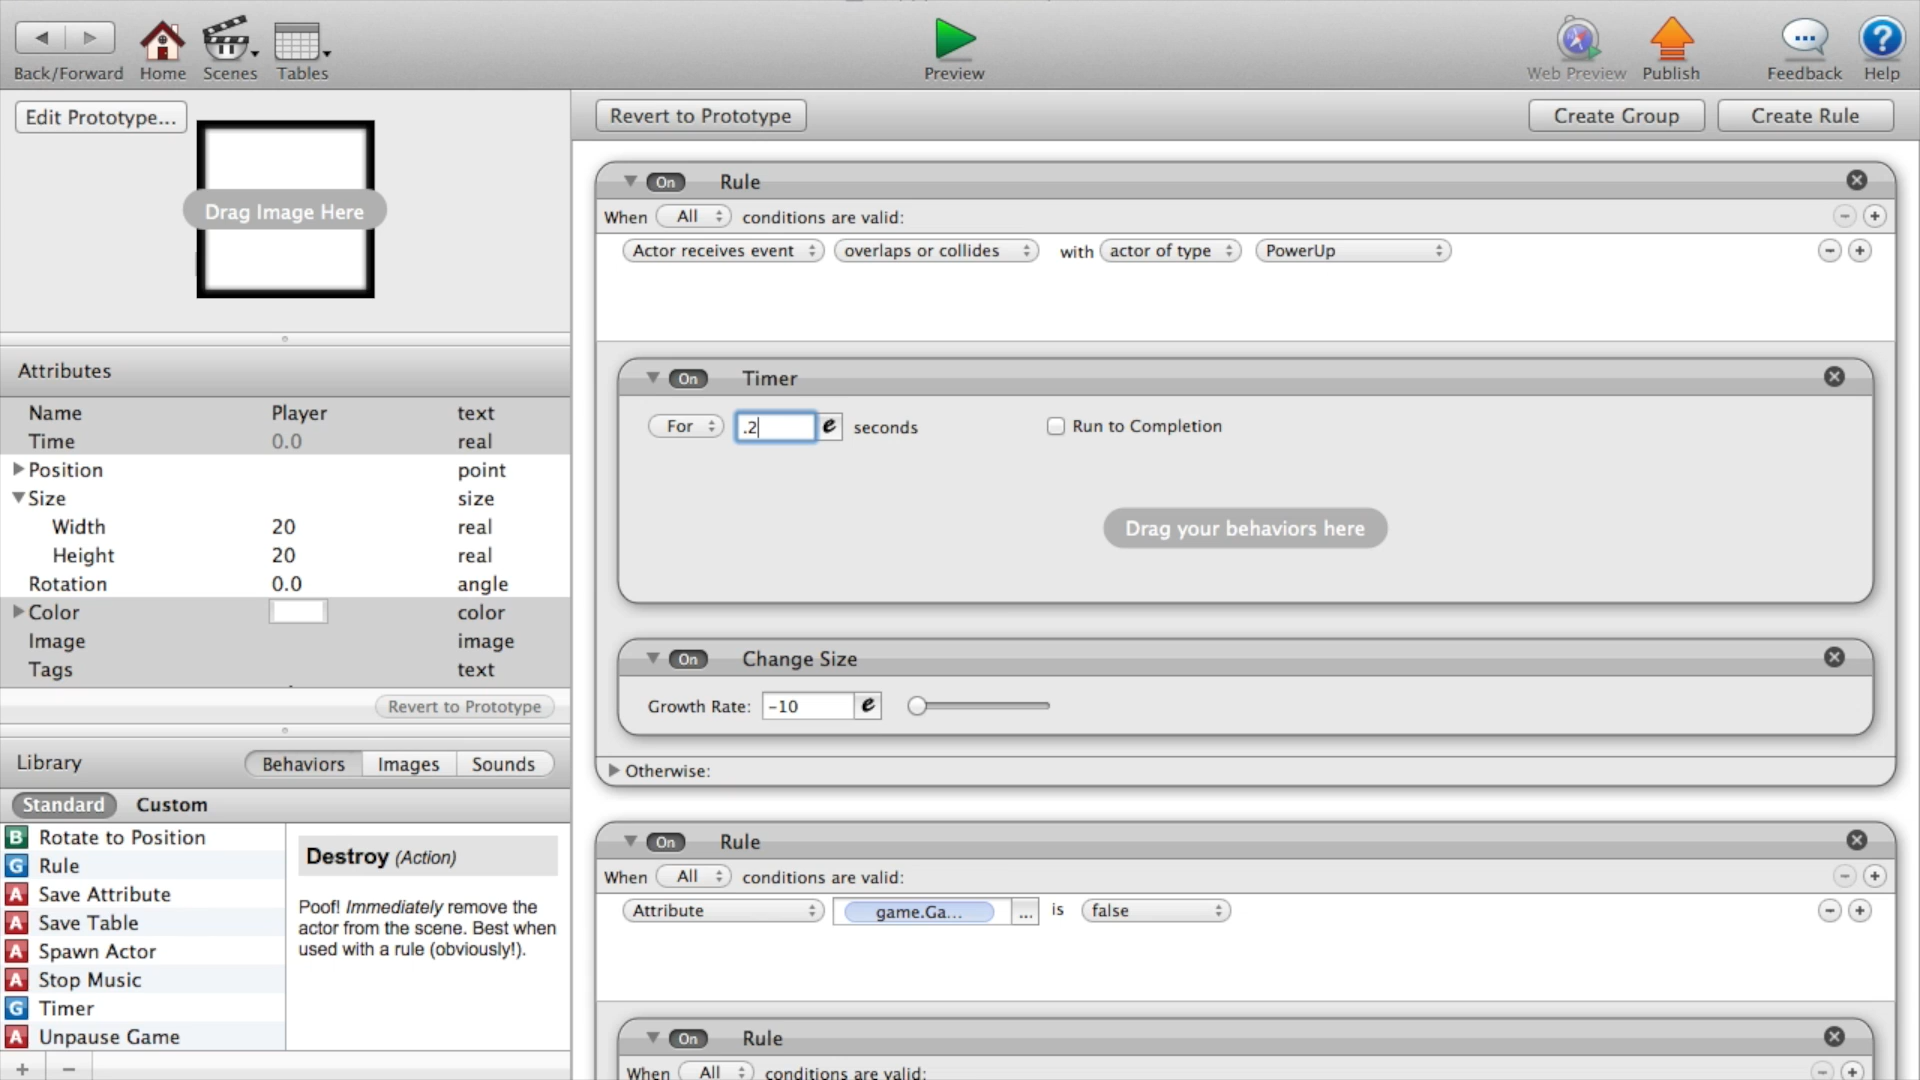 Back/Forward
Home
Scenes
Tables
Preview
Web Preview
Publish
Feedback
Help
Edit Prototype...
Drag Image Here
Revert to Prototype
Create Group
Create Rule
Attributes
Name Player text
Time 0.0 real
Position point
Size size
Width 20 real
Height 20 real
Rotation 0.0 angle
Color color
Image image
Tags text
Revert to Prototype
Library Behaviors Images Sounds
Standard Custom
B Rotate to Position
G Rule
A Save Attribute
A Save Table
A Spawn Actor
A Stop Music
G Timer
A Unpause Game
+ −
Destroy (Action)
Poof! Immediately remove the
actor from the scene. Best when
used with a rule (obviously!).
On Rule
When All conditions are valid:
Actor receives event overlaps or collides with actor of type PowerUp
On Timer
For .2 e seconds Run to Completion
Drag your behaviors here
On Change Size
Growth Rate: -10 e
Otherwise:
On Rule
When All conditions are valid:
Attribute game.Ga... ... is false
On Rule
When All conditions are valid: